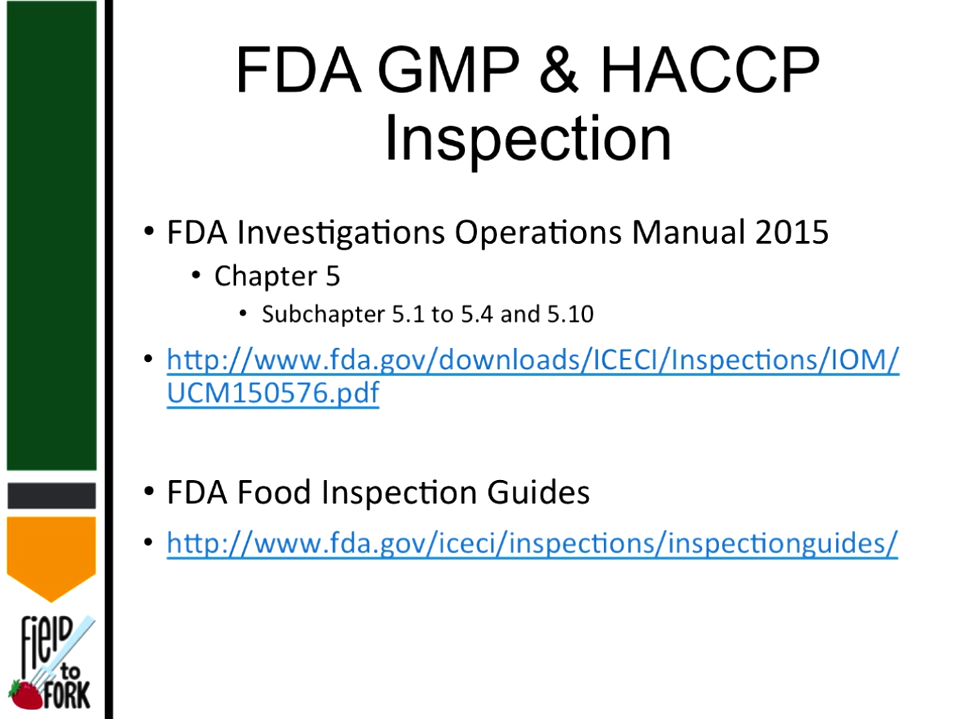 FDA GMP & HACCP
Inspection
• FDA Investigations Operations Manual 2015
• Chapter 5
• Subchapter 5.1 to 5.4 and 5.10
• http://www.fda.gov/downloads/ICECI/Inspections/IOM/
UCM150576.pdf
• FDA Food Inspection Guides
• http://www.fda.gov/iceci/inspections/inspectionguides/
FiELD
to
FORK